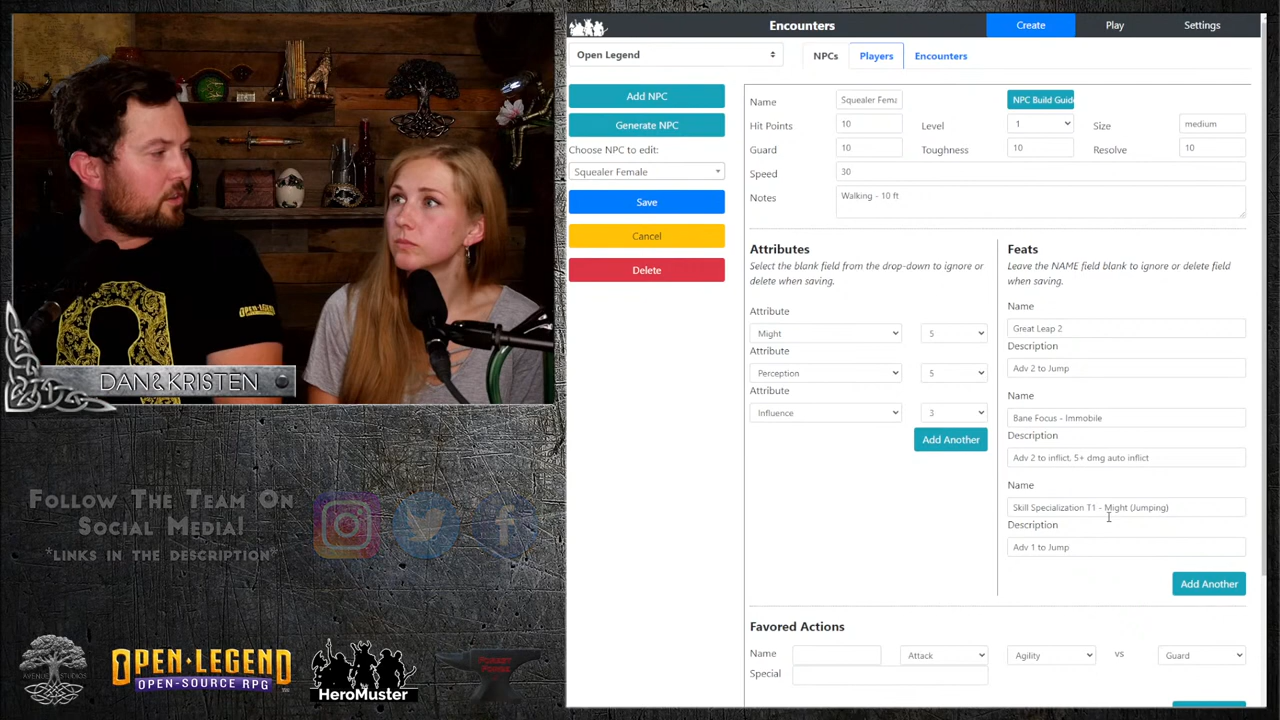 Encounters
Create
Play
Settings
Open Legend
NPCs
Players
Encounters
Add NPC
Generate NPC
Choose NPC to edit:
Squealer Female
Save
Cancel
Delete
Name
Squealer Fema
NPC Build Guid
Hit Points
10
Level
1
Size
medium
Guard
10
Toughness
10
Resolve
10
Speed
30
Notes
Walking - 10 ft
Attributes
Select the blank field from the drop-down to ignore or
delete when saving.
Attribute
Might
5
Attribute
Perception
5
Attribute
Influence
3
Add Another
Feats
Leave the NAME field blank to ignore or delete field
when saving.
Name
Great Leap 2
Description
Adv 2 to Jump
Name
Bane Focus - Immobile
Description
Adv 2 to inflict, 5+ dmg auto inflict
Name
Skill Specialization T1 - Might (Jumping)
Description
Adv 1 to Jump
Add Another
Favored Actions
Name
Attack
Agility
vs
Guard
Special
OPEN LEGEND
DAN & KRISTEN
FOLLOW THE TEAM ON
SOCIAL MEDIA!
*LINKS IN THE DESCRIPTION*
AVENUE STUDIOS
OPEN LEGEND
OPEN-SOURCE RPG
HeroMuster